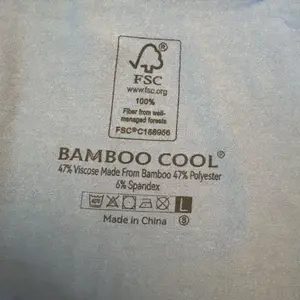 ®
FSC
www.fsc.org
100%
Fiber from well-
managed forests
FSC®C168956
BAMBOO COOL®
47% Viscose Made From Bamboo 47% Polyester
6% Spandex
L
Made in China Ⓢ